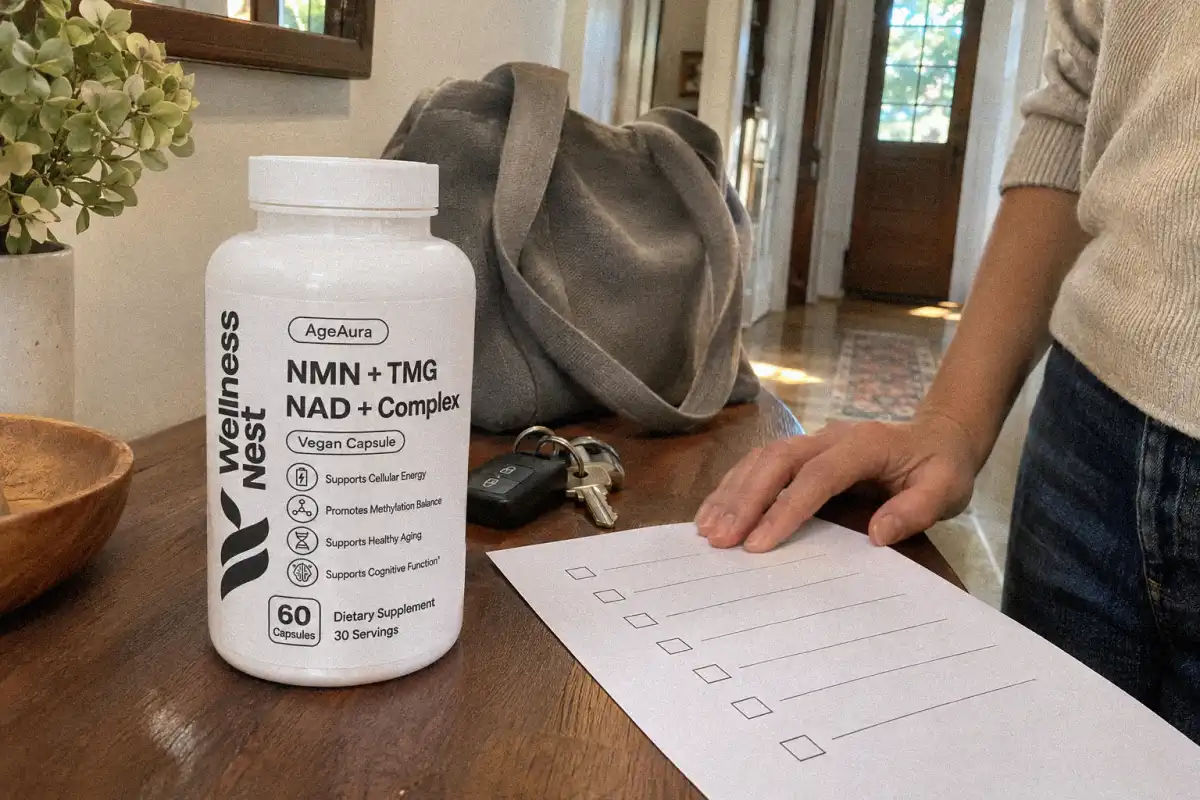 Wellness
Nest
AgeAura
NMN + TMG
NAD + Complex
Vegan Capsule
Supports Cellular Energy
Promotes Methylation Balance
Supports Healthy Aging
Supports Cognitive Function†
60
Capsules
Dietary Supplement
30 Servings